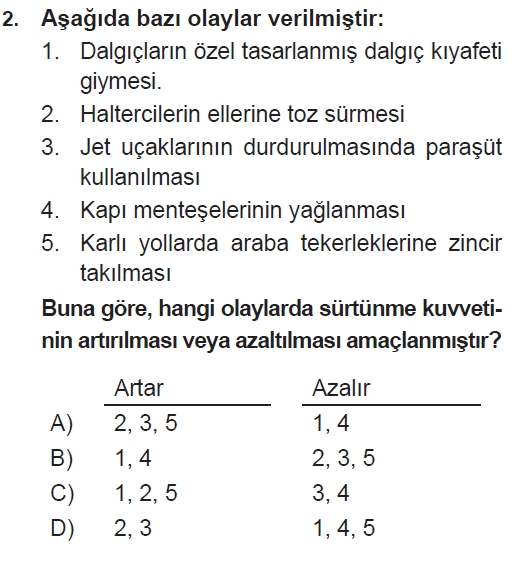 2. Aşağıda bazı olaylar verilmiştir:
1. Dalgıçların özel tasarlanmış dalgıç kıyafeti
giymesi.
2. Haltercilerin ellerine toz sürmesi
3. Jet uçaklarının durdurulmasında paraşüt
kullanılması
4. Kapı menteşelerinin yağlanması
5. Karlı yollarda araba tekerleklerine zincir
takılması
Buna göre, hangi olaylarda sürtünme kuvveti-
nin artırılması veya azaltılması amaçlanmıştır?
Artar Azalır
A) 2, 3, 5 1, 4
B) 1, 4 2, 3, 5
C) 1, 2, 5 3, 4
D) 2, 3 1, 4, 5